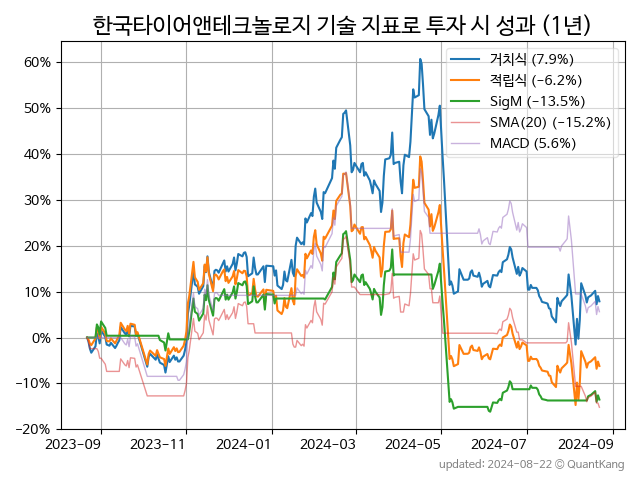 한국타이어앤테크놀로지 기술 지표로 투자 시 성과 (1년)
거치식 (7.9%)
적립식 (−6.2%)
SigM (−13.5%)
SMA(20) (−15.2%)
MACD (5.6%)
60%
50%
40%
30%
20%
10%
0%
−10%
−20%
2023-09 2023-11 2024-01 2024-03 2024-05 2024-07 2024-09
updated: 2024-08-22 © QuantKang